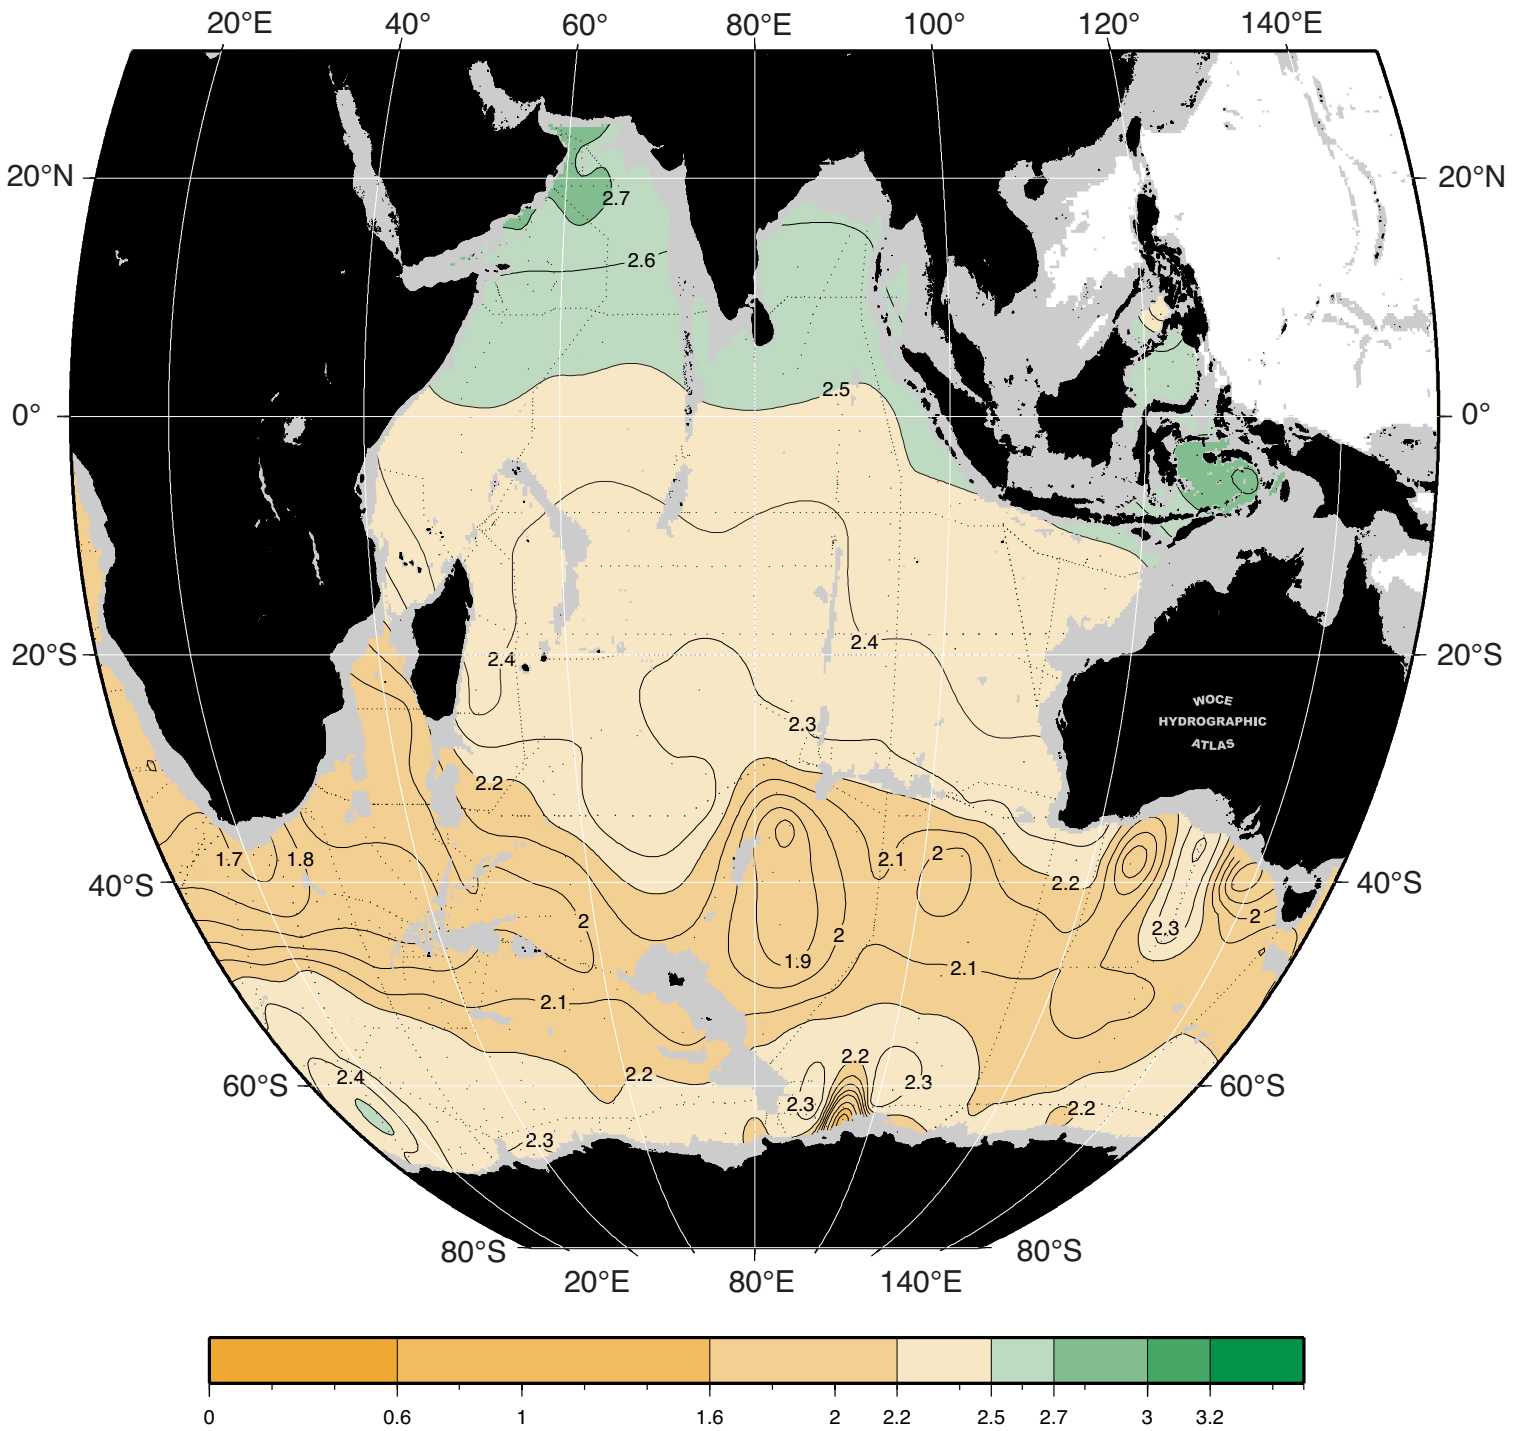 20°E 40° 60° 80°E 100° 120° 140°E
20°N 20°N
2.7
2.6
2.5
0° 0°
2.4
20°S 2.4 20°S
WOCE
HYDROGRAPHIC
ATLAS
2.3
2.2
1.7 1.8 2.1 2
40°S 2.2 40°S
2 2 2.3 2
1.9 2.1
2.1
2.2
60°S 2.4 2.2 2.3 60°S
2.3 2.2
2.3
80°S 80°S
20°E 80°E 140°E
0 0.6 1 1.6 2 2.2 2.5 2.7 3 3.2